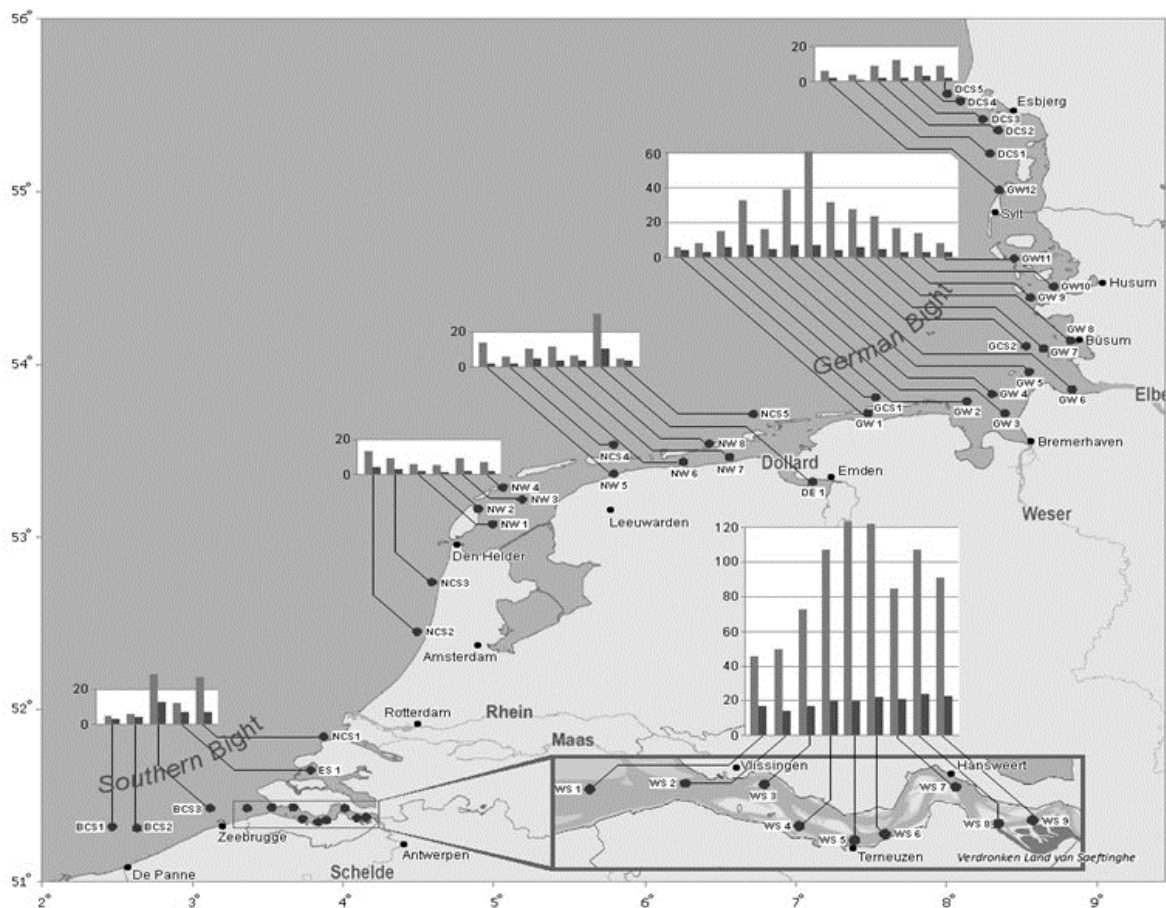 56°
20
0
DCS5
DCS4
Esbjerg
DCS3
DCS2
DCS1
60
40
20
0
55°
GW12
Sylt
GW11
GW10
Husum
GW 9
GW 8
Büsum
GCS2
GW 7
German Bight
20
0
54°
GW 5
GW 4
GW 6
Elbe
GCS1
GW 2
GW 3
GW 1
NCS5
Bremerhaven
20
0
NCS4
NW 8
NW 6
NW 7
Dollard
Emden
NW 5
DE 1
NW 4
NW 3
NW 2
NW 1
Leeuwarden
Weser
53°
Den Helder
120
100
80
60
40
20
0
NCS3
NCS2
Amsterdam
20
0
52°
Rotterdam
Rhein
Maas
NCS1
Southern Bight
ES 1
Vlissingen
Hansweert
WS 1
WS 2
WS 3
WS 7
BCS3
WS 4
WS 8
WS 9
BCS1
BCS2
Zeebrugge
WS 5
WS 6
Antwerpen
Terneuzen
Verdronken Land van Saeftinghe
De Panne
Schelde
51°
2°
3°
4°
5°
6°
7°
8°
9°